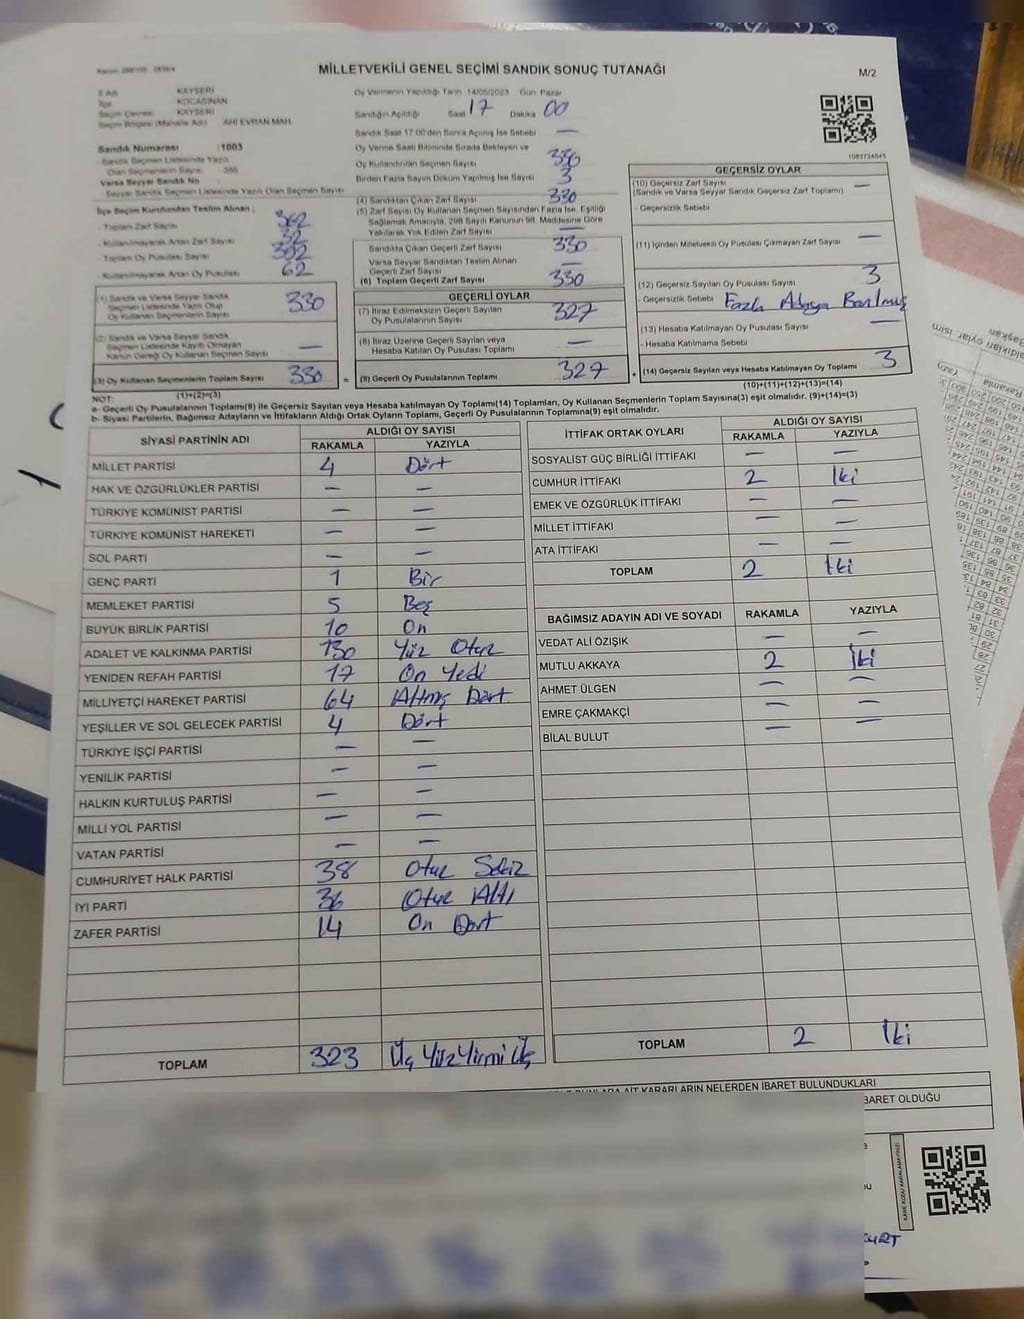 MİLLETVEKİLİ GENEL SEÇİMİ SANDIK SONUÇ TUTANAĞI
M/2
KAYSERİ
KOCASİNAN
KAYSERİ
Seçim Bölgesi (Mahalle Adı) AHİ EVRAN MAH.
Sandık Numarası :1003
Sandık Seçmen Listesinde Yazılı
Olan Seçmenlerin Sayısı
Varsa Seyyar Sandık No
Seyyar Sandık Seçmen Listesinde Yazılı Olan Seçmen Sayısı
Oy Vermenin Yapıldığı Tarih 14/05/2023 Gün: Pazar
Sandığın Açıldığı Saat 17 Dakika 00
Sandık Saat 17:00'den Sonra Açılmış İse Sebebi —
Oy Verme Saati Bitiminde Sırada Bekleyen ve
Oy Kullandırılan Seçmen Sayısı
Birden Fazla Sayım Döküm Yapılmış İse Sayısı 3
(4) Sandıktan Çıkan Zarf Sayısı 330
(5) Zarf Sayısı Oy Kullanan Seçmen Sayısından Fazla İse, Eşitliği
Sağlamak Amacıyla, 298 Sayılı Kanunun 98. Maddesine Göre
Yakılarak Yok Edilen Zarf Sayısı —
Sandıkta Çıkan Geçerli Zarf Sayısı 330
Varsa Seyyar Sandıktan Teslim Alınan
Geçerli Zarf Sayısı —
(6) Toplam Geçerli Zarf Sayısı 330
İlçe Seçim Kurulundan Teslim Alınan ;
- Toplam Zarf Sayısı 362
- Kullanılmayarak Artan Zarf Sayısı 32
- Toplam Oy Pusulası Sayısı
Kullanılmayarak Artan Oy Pusulası 62
(1) Sandık ve Varsa Seyyar Sandık
Seçmen Listesinde Yazılı Olup
Oy Kullanan Seçmenlerin Sayısı 330
(2) Sandık ve Varsa Seyyar Sandık
Seçmen Listesinde Kayıtlı Olmayan
Kanun Gereği Oy Kullanan Seçmen Sayısı —
(3) Oy Kullanan Seçmenlerin Toplam Sayısı 330
(1)+(2)=(3)
GEÇERLİ OYLAR
(7) İtiraz Edilmeksizin Geçerli Sayılan
Oy Pusulalarının Sayısı 327
(8) İtiraz Üzerine Geçerli Sayılan veya
Hesaba Katılan Oy Pusulası Toplamı —
= (9) Geçerli Oy Pusulalarının Toplamı 327
1081724845
GEÇERSİZ OYLAR
(10) Geçersiz Zarf Sayısı —
(Sandık ve Varsa Seyyar Sandık Geçersiz Zarf Toplamı)
- Geçersizlik Sebebi
(11) İçinden Milletvekili Oy Pusulası Çıkmayan Zarf Sayısı —
(12) Geçersiz Sayılan Oy Pusulası Sayısı 3
- Geçersizlik Sebebi Fazla Adaya Basılmış
(13) Hesaba Katılmayan Oy Pusulası Sayısı —
- Hesaba Katılmama Sebebi
+ (14) Geçersiz Sayılan veya Hesaba Katılmayan Oy Toplamı 3
(10)+(11)+(12)+(13)=(14)
NOT:
a- Geçerli Oy Pusulasının Toplamı(9) ile Geçersiz Sayılan veya Hesaba katılmayan Oy Toplamı(14) Toplamları, Oy Kullanan Seçmenlerin Toplam Sayısına(3) eşit olmalıdır. (9)+(14)=(3)
b- Siyasi Partilerin, Bağımsız Adayların ve İttifakların Aldığı Ortak Oyların Toplamı, Geçerli Oy Pusulasının Toplamına(9) eşit olmalıdır.
SİYASİ PARTİNİN ADI ALDIĞI OY SAYISI
RAKAMLA YAZIYLA
MİLLET PARTİSİ 4 Dört
HAK VE ÖZGÜRLÜKLER PARTİSİ — —
TÜRKİYE KOMÜNİST PARTİSİ — —
TÜRKİYE KOMÜNİST HAREKETİ — —
SOL PARTİ — —
GENÇ PARTİ 1 Bir
MEMLEKET PARTİSİ 5 Beş
BÜYÜK BİRLİK PARTİSİ 10 On
ADALET VE KALKINMA PARTİSİ 130 Yüz Otuz
YENİDEN REFAH PARTİSİ 17 On Yedi
MİLLİYETÇİ HAREKET PARTİSİ 64 Altmış Dört
YEŞİLLER VE SOL GELECEK PARTİSİ 4 Dört
TÜRKİYE İŞÇİ PARTİSİ — —
YENİLİK PARTİSİ — —
HALKIN KURTULUŞ PARTİSİ — —
MİLLİ YOL PARTİSİ — —
VATAN PARTİSİ — —
CUMHURİYET HALK PARTİSİ 38 Otuz Sekiz
İYİ PARTİ 36 Otuz Altı
ZAFER PARTİSİ 14 On Dört
TOPLAM 323 Üç Yüz Yirmi Üç
İTTİFAK ORTAK OYLARI ALDIĞI OY SAYISI
RAKAMLA YAZIYLA
SOSYALİST GÜÇ BİRLİĞİ İTTİFAKI — —
CUMHUR İTTİFAKI 2 İki
EMEK VE ÖZGÜRLÜK İTTİFAKI — —
MİLLET İTTİFAKI — —
ATA İTTİFAKI — —
TOPLAM 2 İki
BAĞIMSIZ ADAYIN ADI VE SOYADI RAKAMLA YAZIYLA
VEDAT ALİ ÖZIŞIK — —
MUTLU AKKAYA 2 İki
AHMET ÜLGEN — —
EMRE ÇAKMAKÇİ — —
BİLAL BULUT — —
TOPLAM 2 İki
AİT KARARLARIN NELERDEN İBARET BULUNDUKLARI
BARET OLDUĞU